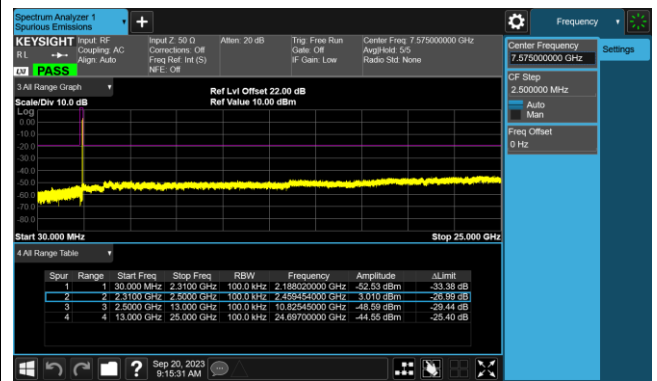 Spectrum Analyzer 1
Spurious Emissions
Frequency
KEYSIGHT Input: RF
R L Coupling: AC
Align: Auto
LXI PASS
Input Z: 50 Ω
Corrections: Off
Freq Ref: Int (S)
NFE: Off
Atten: 20 dB
Trig: Free Run
Gate: Off
IF Gain: Low
Center Freq: 7.575000000 GHz
Avg|Hold: 5/5
Radio Std: None
Center Frequency
7.575000000 GHz
Settings
CF Step
2.500000 MHz
Auto
Man
Freq Offset
0 Hz
3 All Range Graph
Ref Lvl Offset 22.00 dB
Scale/Div 10.0 dB
Ref Value 10.00 dBm
Log
0.00
-10.0
-20.0
-30.0
-40.0
-50.0
-60.0
-70.0
-80.0
Start 30.000 MHz
Stop 25.000 GHz
4 All Range Table
Spur Range Start Freq Stop Freq RBW Frequency Amplitude ΔLimit
1 1 30.000 MHz 2.3100 GHz 100.0 kHz 2.188020000 GHz -52.53 dBm -33.38 dB
2 2 2.3100 GHz 2.5000 GHz 100.0 kHz 2.459454000 GHz 3.010 dBm -26.99 dB
3 3 2.5000 GHz 13.000 GHz 100.0 kHz 10.82545000 GHz -48.59 dBm -29.44 dB
4 4 13.000 GHz 25.000 GHz 100.0 kHz 24.69700000 GHz -44.55 dBm -25.40 dB
?
Sep 20, 2023
9:15:31 AM